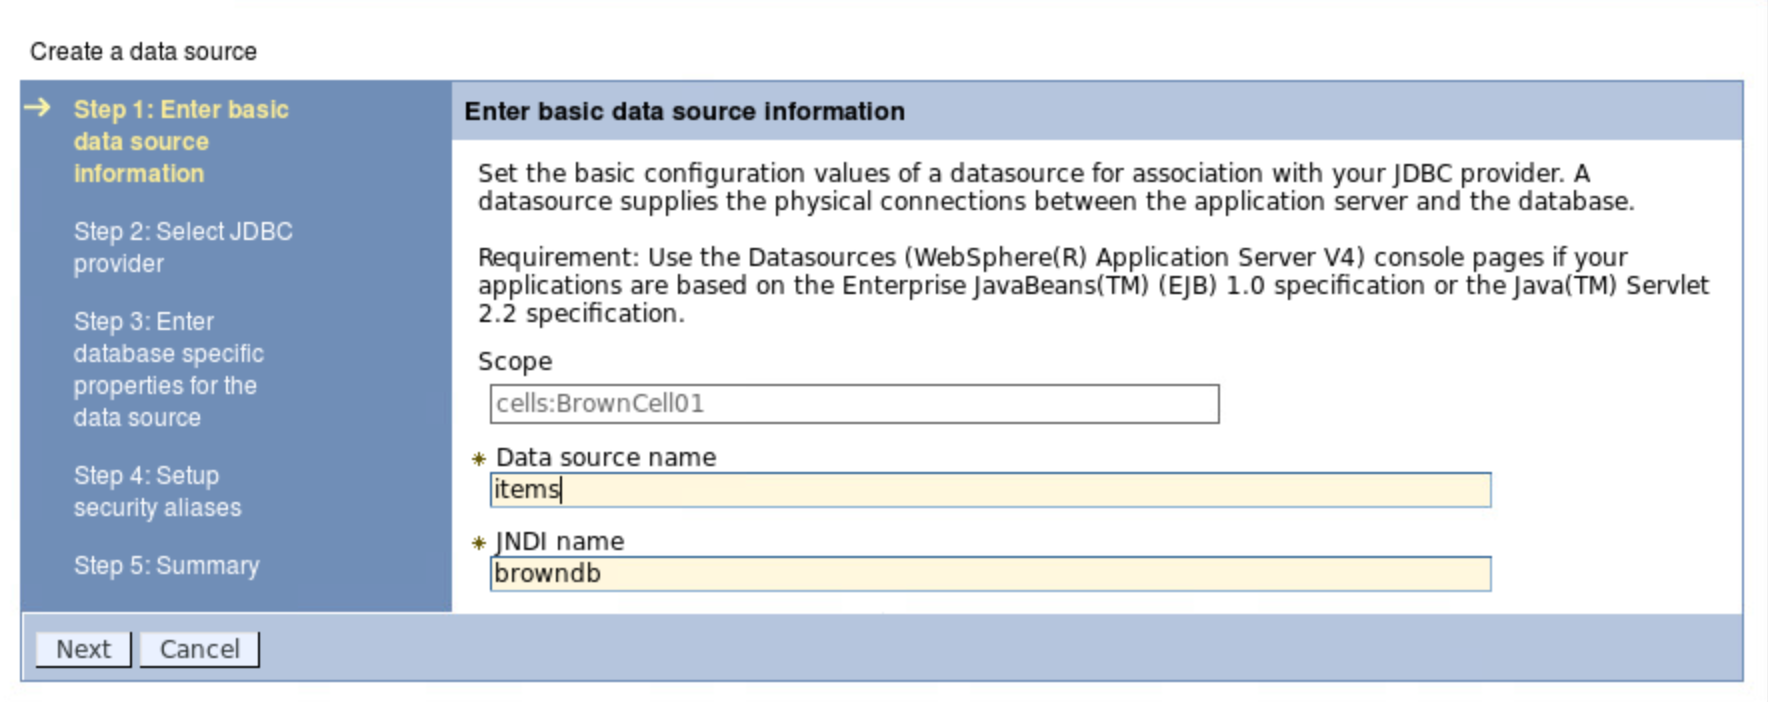 Create a data source
Step 1: Enter basic
data source
information
Step 2: Select JDBC
provider
Step 3: Enter
database specific
properties for the
data source
Step 4: Setup
security aliases
Step 5: Summary
Enter basic data source information
Set the basic configuration values of a datasource for association with your JDBC provider. A
datasource supplies the physical connections between the application server and the database.
Requirement: Use the Datasources (WebSphere(R) Application Server V4) console pages if your
applications are based on the Enterprise JavaBeans(TM) (EJB) 1.0 specification or the Java(TM) Servlet
2.2 specification.
Scope
cells:BrownCell01
* Data source name
items
* JNDI name
browndb
Next Cancel